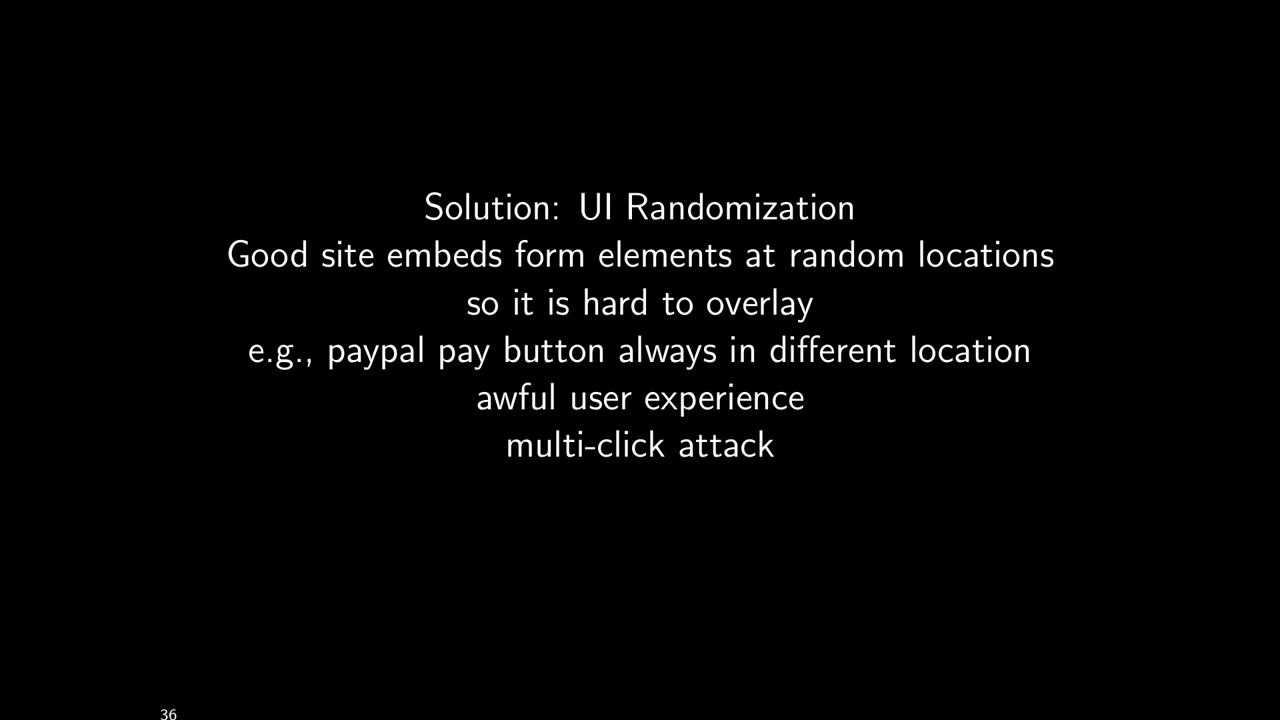 Solution: UI Randomization
Good site embeds form elements at random locations
so it is hard to overlay
e.g., paypal pay button always in different location
awful user experience
multi-click attack
36